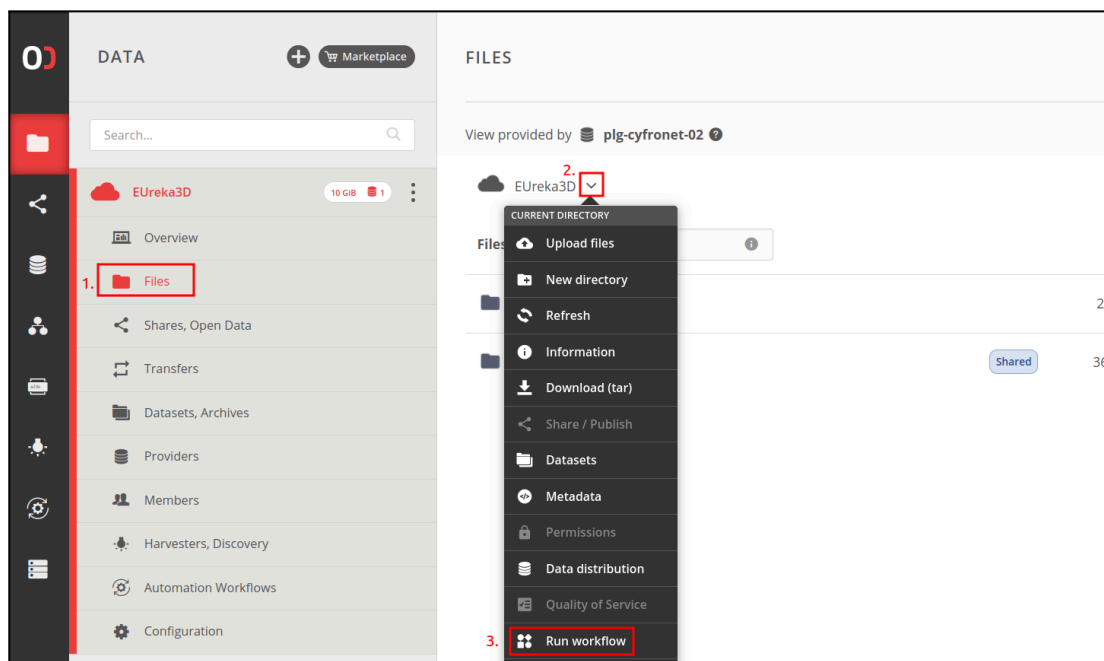 DATA
Marketplace
Search...
EUreka3D
10 GiB 1
Overview
1. Files
Shares, Open Data
Transfers
Datasets, Archives
Providers
Members
Harvesters, Discovery
Automation Workflows
Configuration
FILES
View provided by plg-cyfronet-02
2.
EUreka3D
CURRENT DIRECTORY
Files
Upload files
New directory
Refresh
Information
Download (tar)
Share / Publish
Datasets
Metadata
Permissions
Data distribution
Quality of Service
3. Run workflow
2
Shared 36